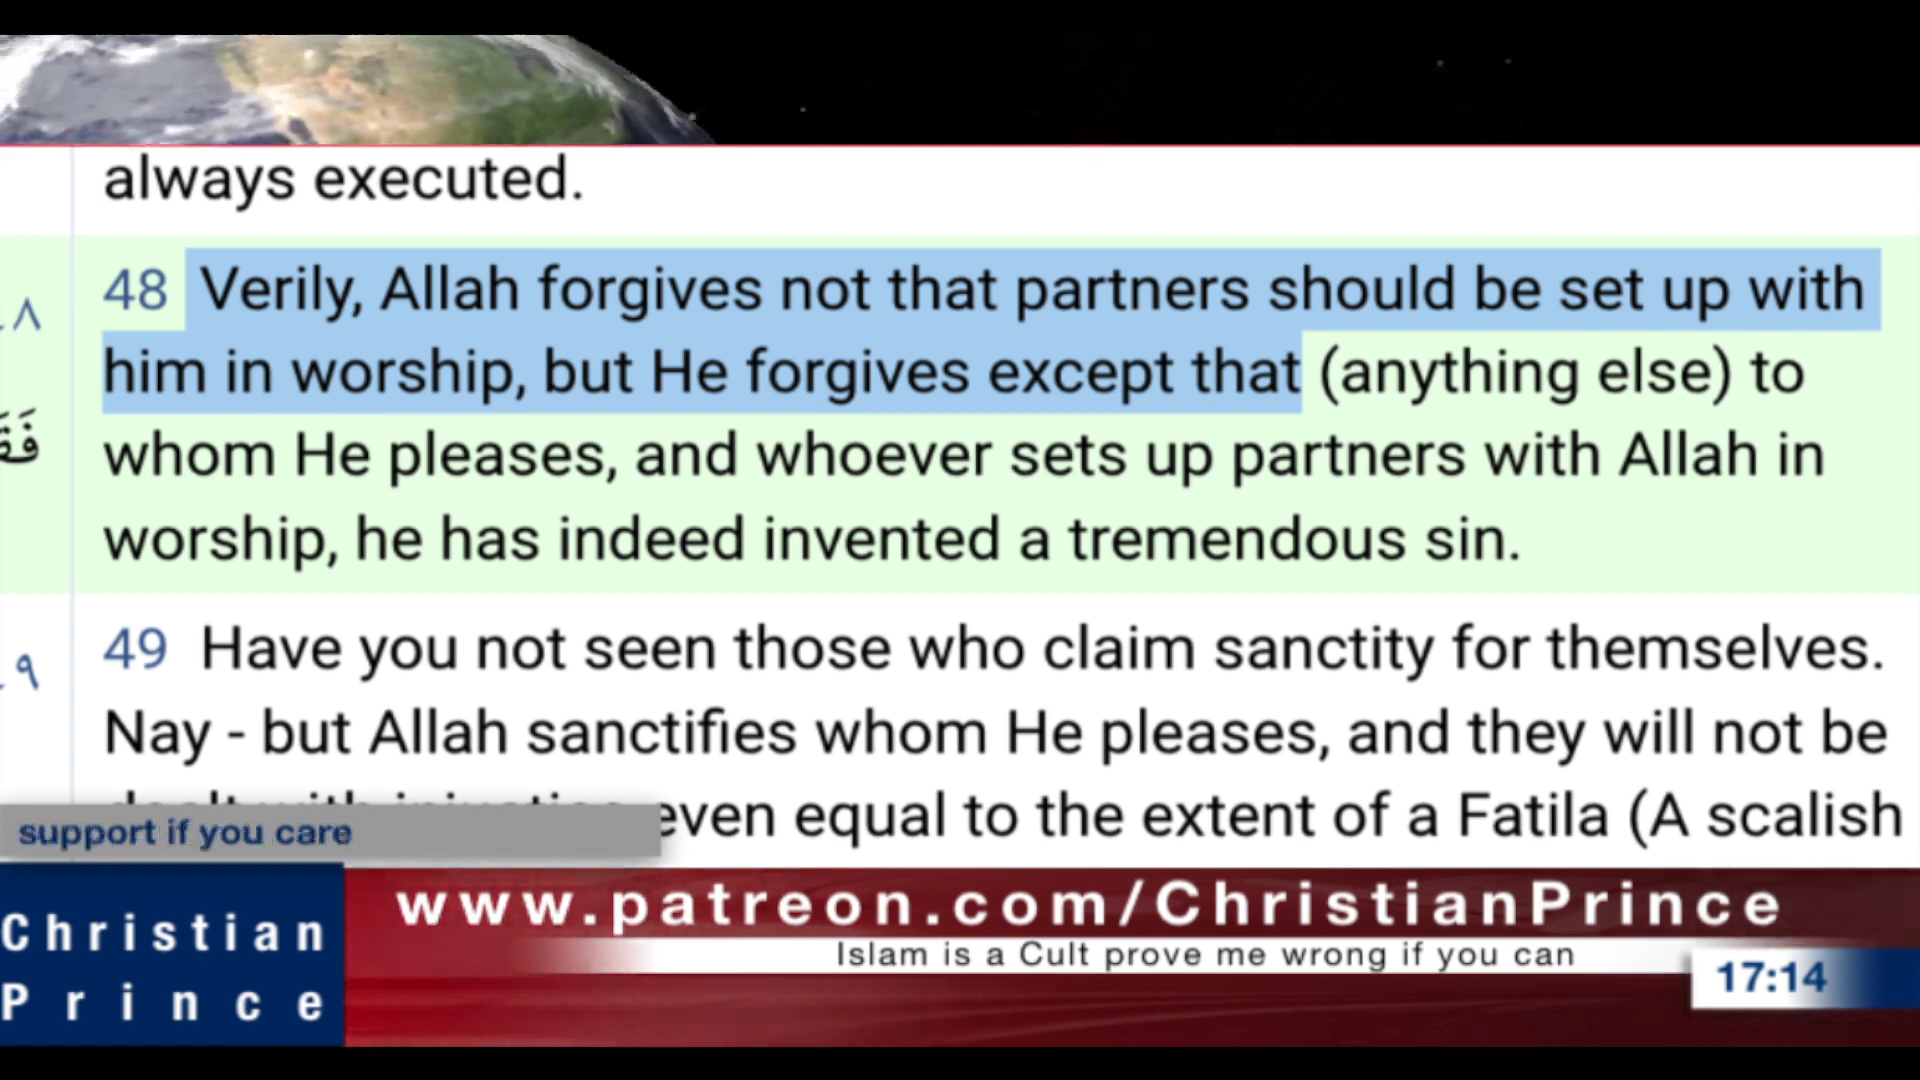 always executed.
48 Verily, Allah forgives not that partners should be set up with
him in worship, but He forgives except that (anything else) to
whom He pleases, and whoever sets up partners with Allah in
worship, he has indeed invented a tremendous sin.
٨
٩
49 Have you not seen those who claim sanctity for themselves.
Nay - but Allah sanctifies whom He pleases, and they will not be
even equal to the extent of a Fatila (A scalish
support if you care
Christian
Prince
www.patreon.com/ChristianPrince
Islam is a Cult prove me wrong if you can
17:14